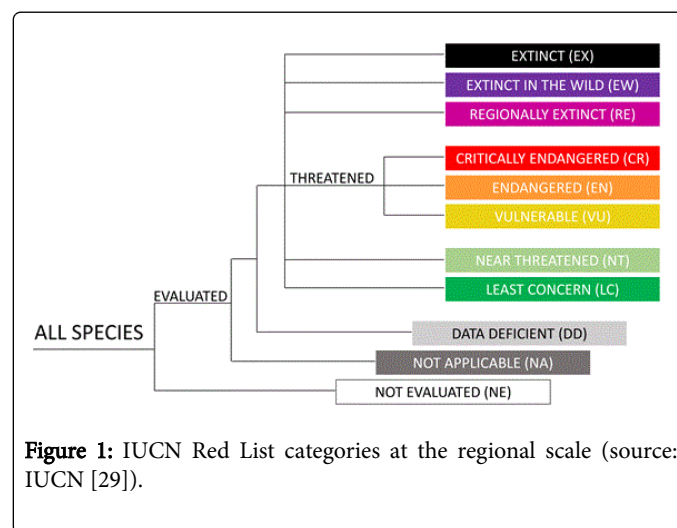 EXTINCT (EX)
EXTINCT IN THE WILD (EW)
REGIONALLY EXTINCT (RE)
CRITICALLY ENDANGERED (CR)
THREATENED
ENDANGERED (EN)
VULNERABLE (VU)
NEAR THREATENED (NT)
LEAST CONCERN (LC)
EVALUATED
ALL SPECIES
DATA DEFICIENT (DD)
NOT APPLICABLE (NA)
NOT EVALUATED (NE)
Figure 1: IUCN Red List categories at the regional scale (source:
IUCN [29]).